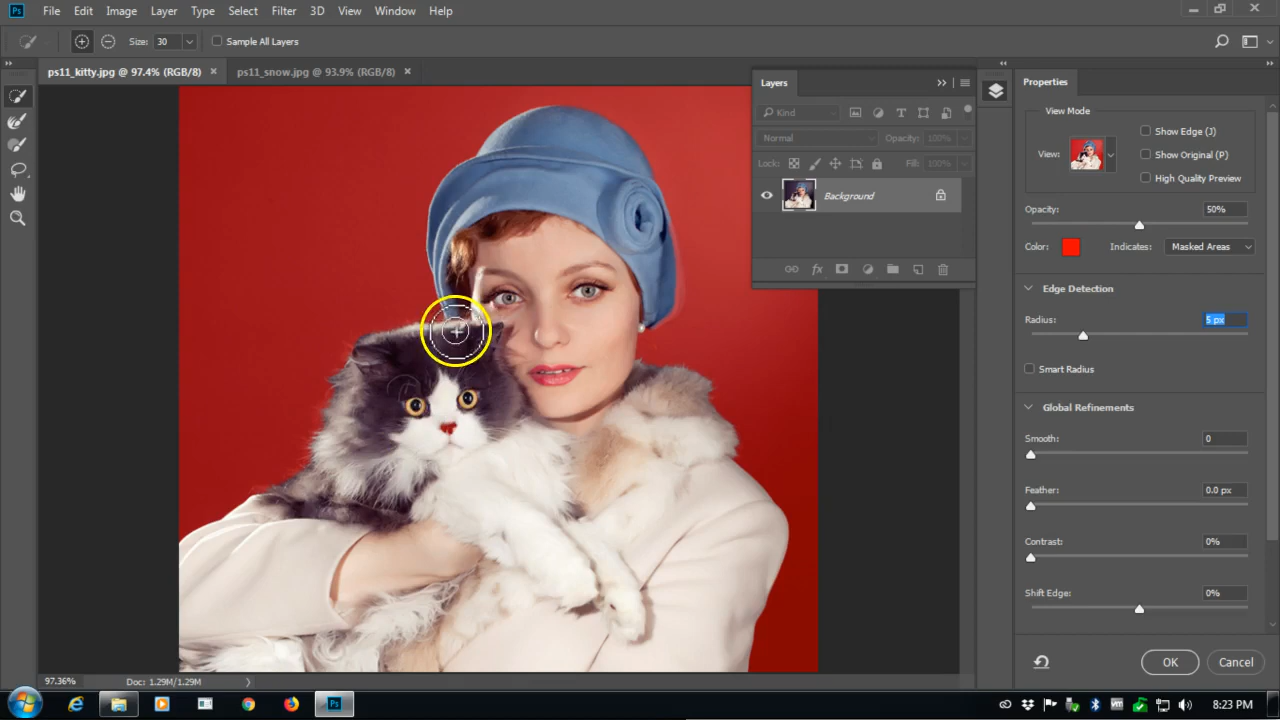 Ps File Edit Image Layer Type Select Filter 3D View Window Help
Size: 30 Sample All Layers
ps11_kitty.jpg @ 97.4% (RGB/8) × ps11_snow.jpg @ 93.9% (RGB/8) ×
Layers
Kind
Normal Opacity: 100%
Lock: Fill: 100%
Background
fx
Properties
View Mode
View:
Show Edge (J)
Show Original (P)
High Quality Preview
Opacity: 50%
Color: Indicates: Masked Areas
Edge Detection
Radius: 5 px
Smart Radius
Global Refinements
Smooth: 0
Feather: 0.0 px
Contrast: 0%
Shift Edge: 0%
OK Cancel
97.36% Doc: 1.29M/1.29M
Ps 8:23 PM